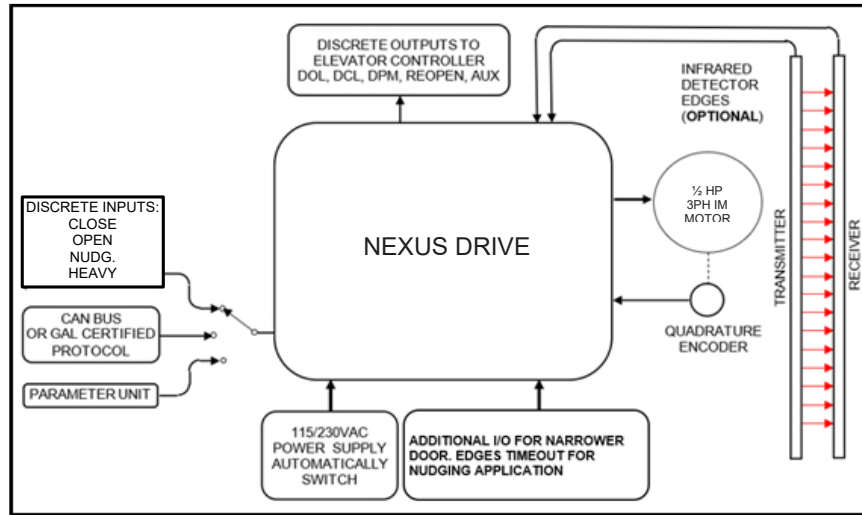 DISCRETE OUTPUTS TO
ELEVATOR CONTROLLER
DOL, DCL, DPM, REOPEN, AUX
INFRARED
DETECTOR
EDGES
(OPTIONAL)
DISCRETE INPUTS:
CLOSE
OPEN
NUDG.
HEAVY
CAN BUS
OR GAL CERTIFIED
PROTOCOL
PARAMETER UNIT
NEXUS DRIVE
½ HP
3PH IM
MOTOR
QUADRATURE
ENCODER
TRANSMITTER
RECEIVER
115/230VAC
POWER SUPPLY
AUTOMATICALLY
SWITCH
ADDITIONAL I/O FOR NARROWER
DOOR. EDGES TIMEOUT FOR
NUDGING APPLICATION